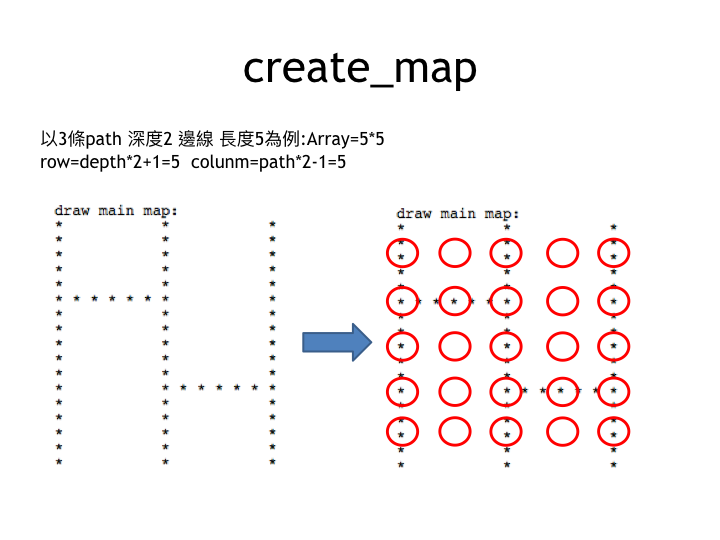 create_map
以3條path 深度2 邊線 長度5為例:Array=5*5
row=depth*2+1=5 colunm=path*2-1=5
draw main map:
draw main map: